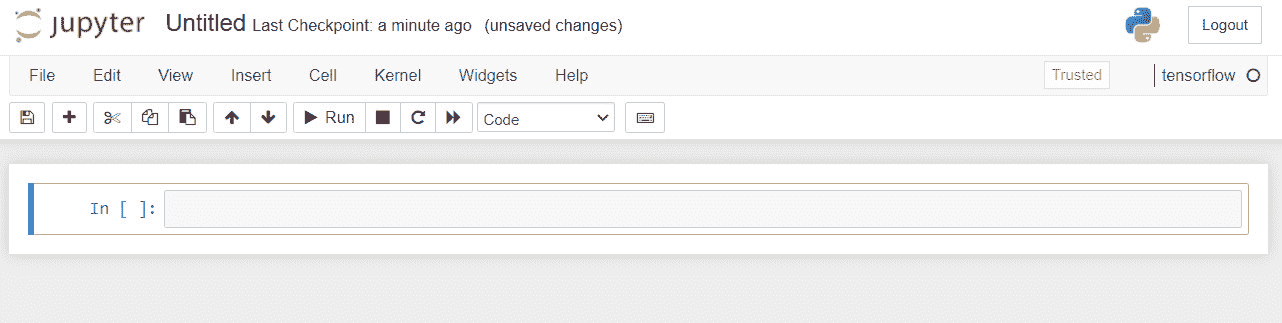 jupyter Untitled Last Checkpoint: a minute ago (unsaved changes) Logout
File Edit View Insert Cell Kernel Widgets Help Trusted tensorflow
Run Code
In [ ]: